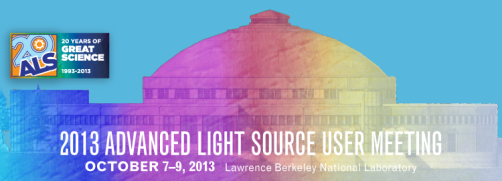 20
ALS
20 YEARS OF
GREAT
SCIENCE
1993-2013
2013 ADVANCED LIGHT SOURCE USER MEETING
OCTOBER 7–9, 2013 Lawrence Berkeley National Laboratory